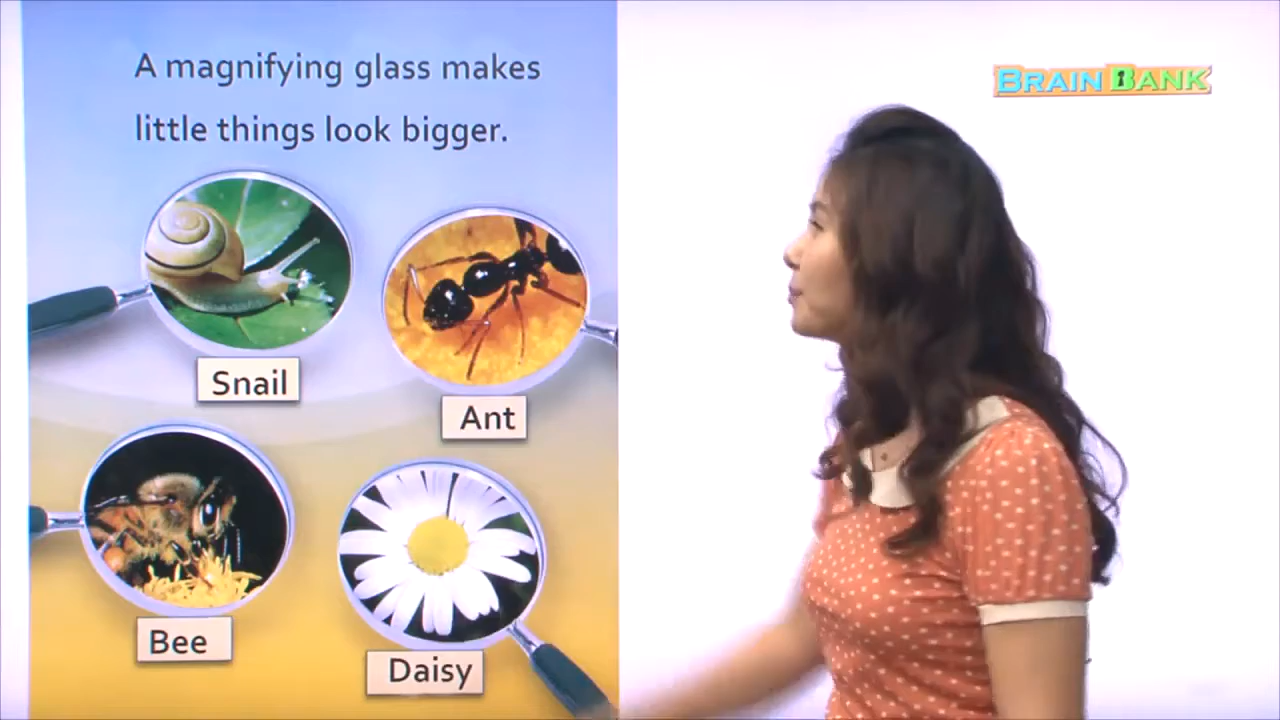 A magnifying glass makes
little things look bigger.
BRAIN BANK
Snail
Ant
Bee
Daisy